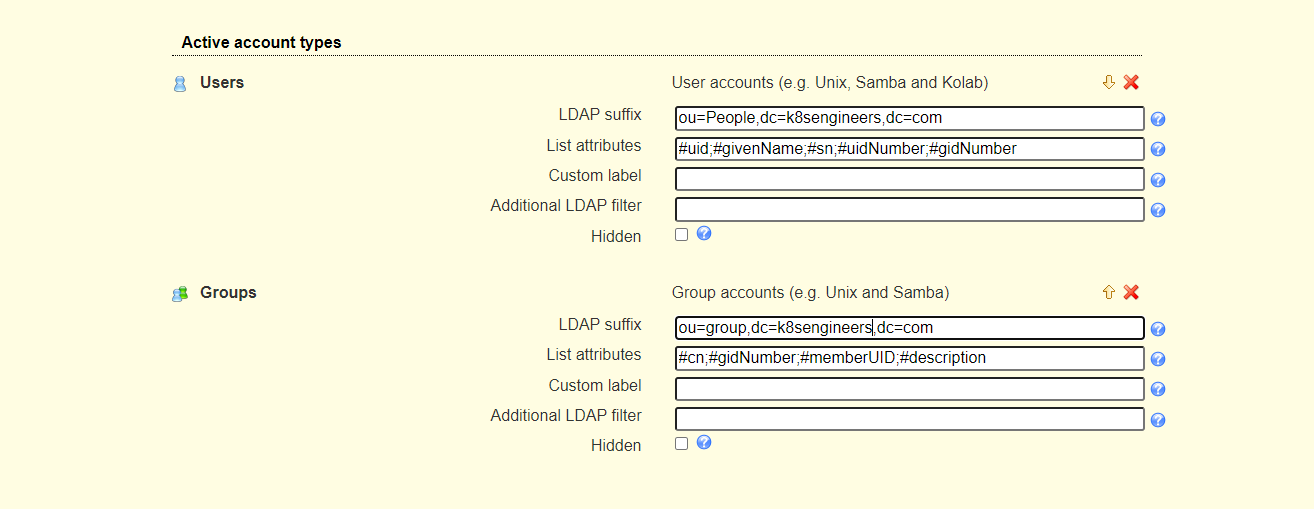 Active account types
Users User accounts (e.g. Unix, Samba and Kolab)
LDAP suffix ou=People,dc=k8sengineers,dc=com
List attributes #uid;#givenName;#sn;#uidNumber;#gidNumber
Custom label
Additional LDAP filter
Hidden
Groups Group accounts (e.g. Unix and Samba)
LDAP suffix ou=group,dc=k8sengineers,dc=com
List attributes #cn;#gidNumber;#memberUID;#description
Custom label
Additional LDAP filter
Hidden